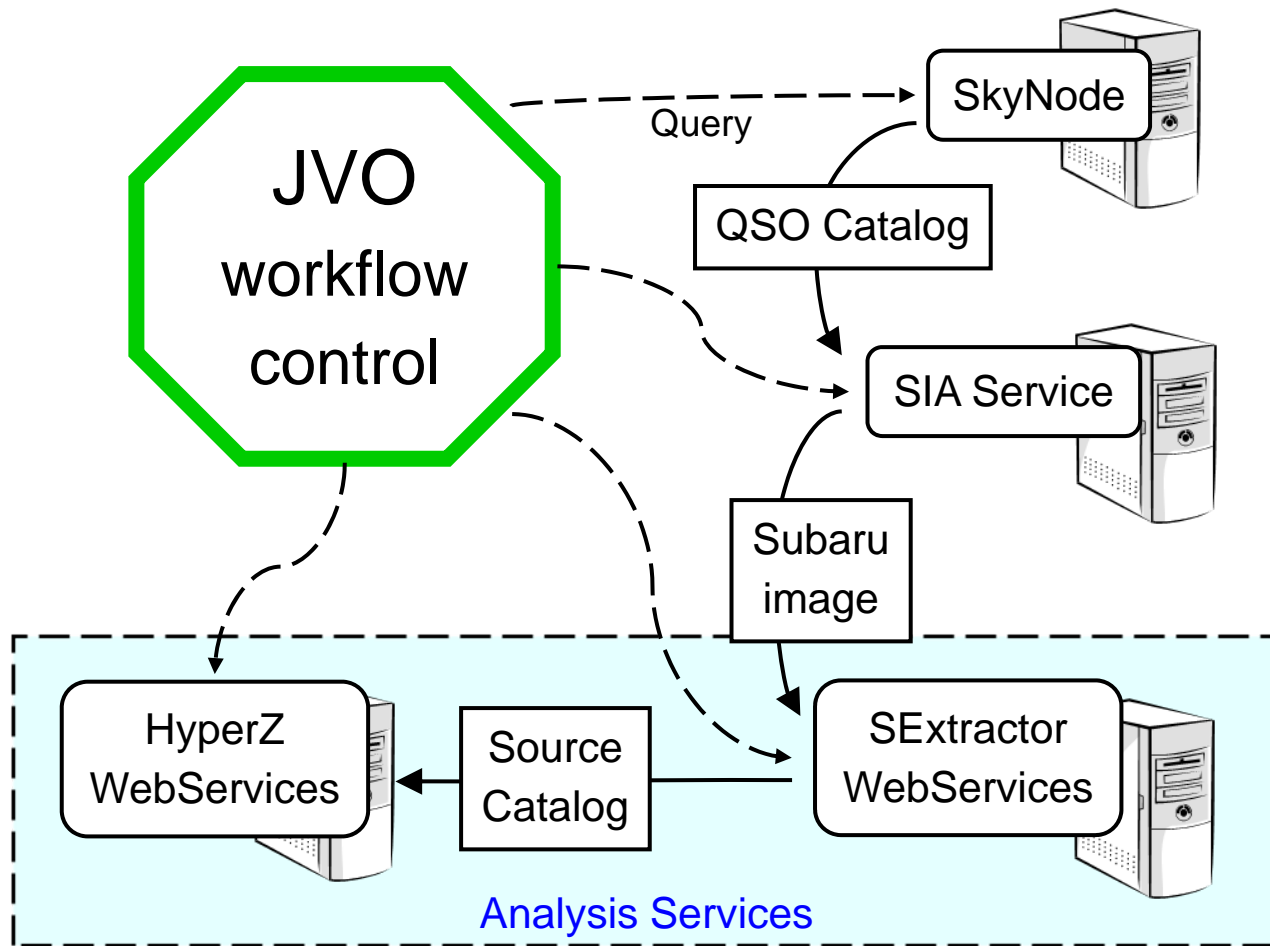 JVO
workflow
control
Query
SkyNode
QSO Catalog
SIA Service
Subaru
image
HyperZ
WebServices
Source
Catalog
SExtractor
WebServices
Analysis Services